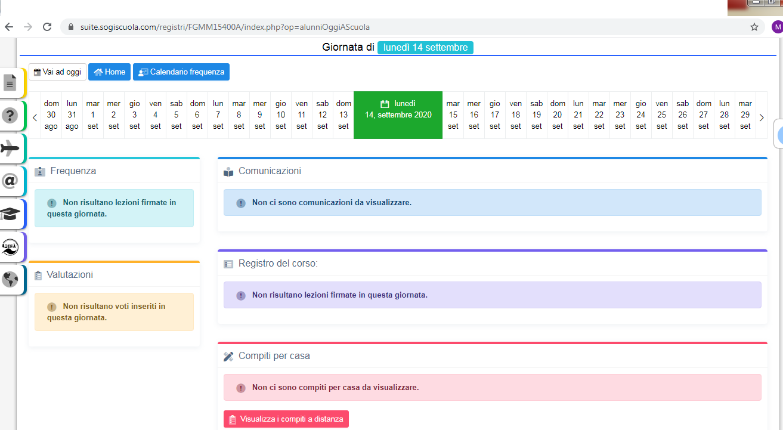 suite.sogiscuola.com/registri/FGMM15400A/index.php?op=alunniOggiAScuola
M
Giornata di lunedì 14 settembre
Vai ad oggi Home Calendario frequenza
dom lun mar mer gio ven sab dom lun mar mer gio ven sab dom lunedì mar mer gio ven sab dom lun mar mer gio ven sab dom lun mar
30 31 1 2 3 4 5 6 7 8 9 10 11 12 13 14, settembre 2020 15 16 17 18 19 20 21 22 23 24 25 26 27 28 29
ago ago set set set set set set set set set set set set set set set set set set set set set set set set set set set set
Frequenza
Non risultano lezioni firmate in
questa giornata.
Valutazioni
Non risultano voti inseriti in
questa giornata.
Comunicazioni
Non ci sono comunicazioni da visualizzare.
Registro del corso:
Non risultano lezioni firmate in questa giornata.
Compiti per casa
Non ci sono compiti per casa da visualizzare.
Visualizza i compiti a distanza